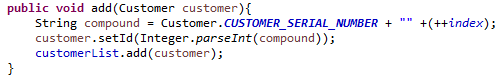 public void add(Customer customer){
String compound = Customer.CUSTOMER_SERIAL_NUMBER + "" +(++index);
customer.setId(Integer.parseInt(compound));
customerList.add(customer);
}